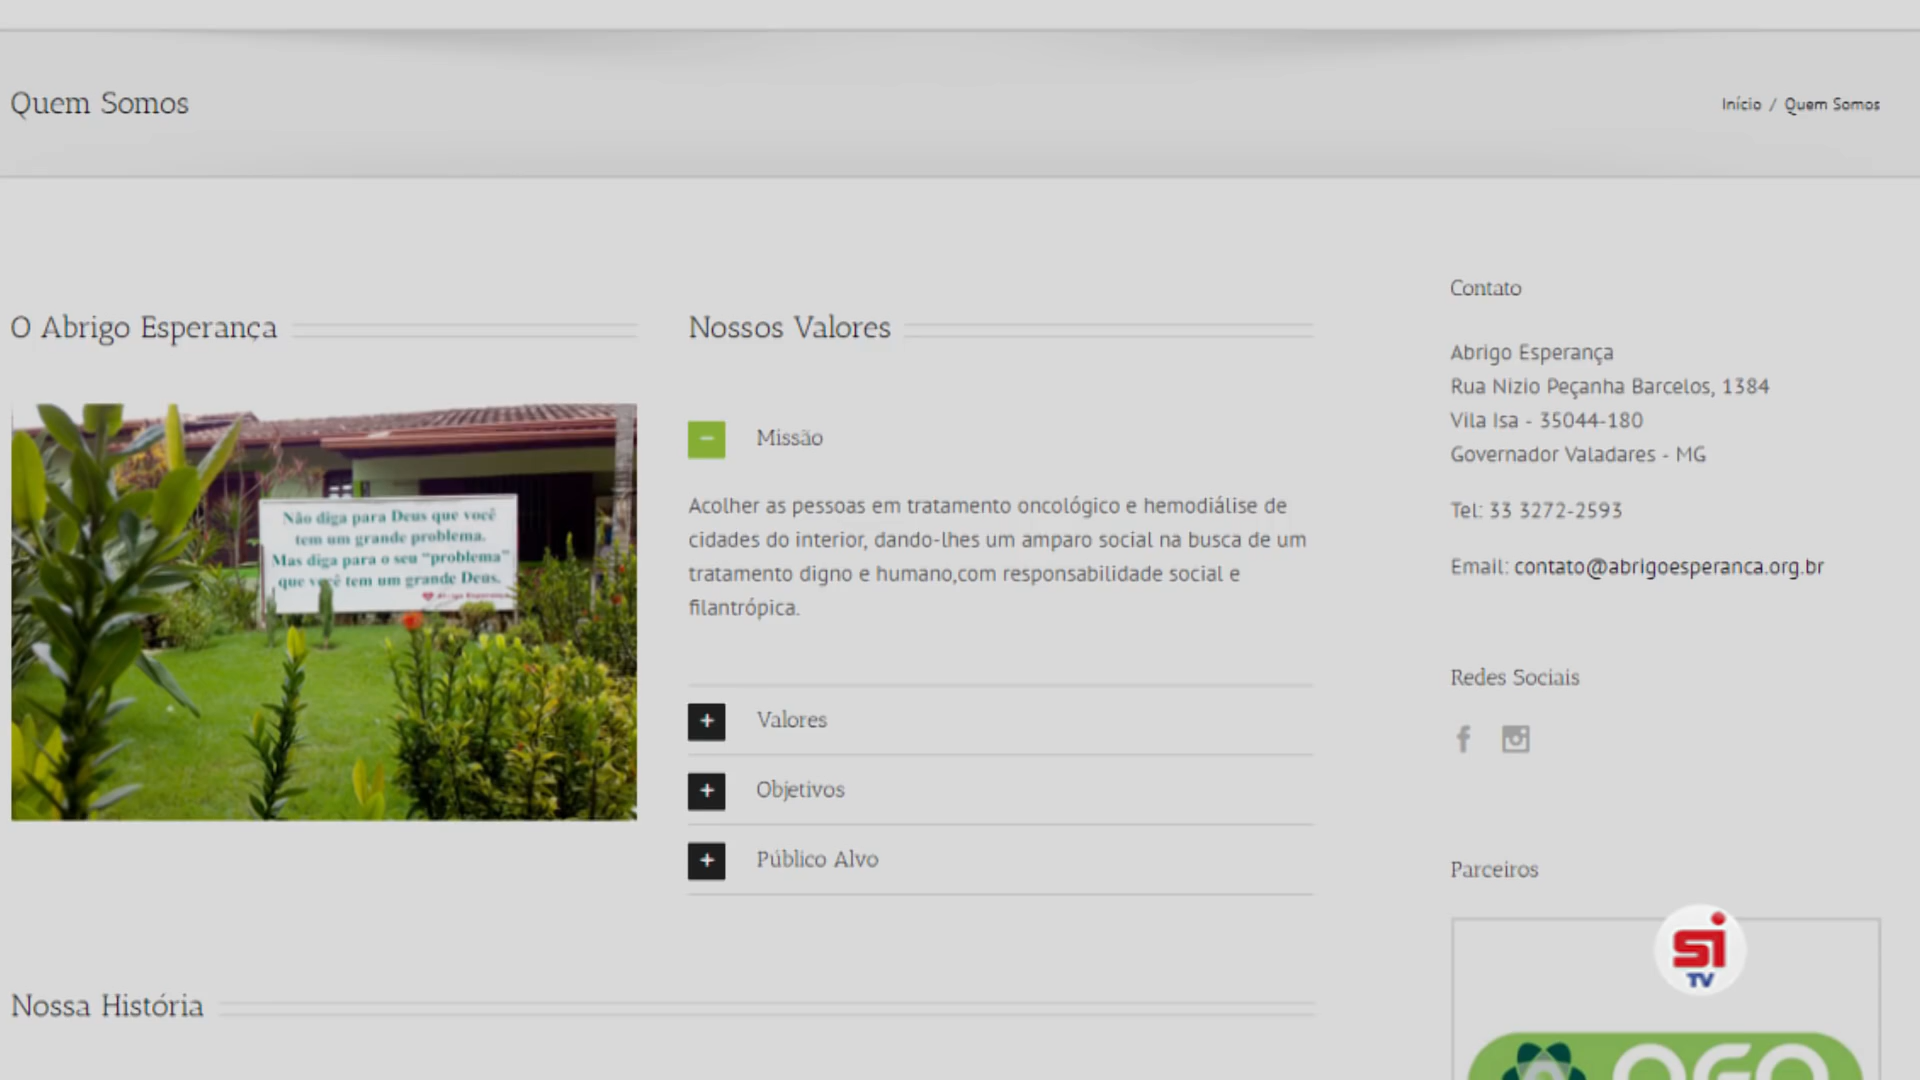 Quem Somos
Início / Quem Somos
O Abrigo Esperança
Não diga para Deus que você
tem um grande problema.
Mas diga para o seu “problema”
que você tem um grande Deus.
Abrigo Esperança
Nossos Valores
Missão
Acolher as pessoas em tratamento oncológico e hemodiálise de
cidades do interior, dando-lhes um amparo social na busca de um
tratamento digno e humano,com responsabilidade social e
filantrópica.
Valores
Objetivos
Público Alvo
Nossa História
Contato
Abrigo Esperança
Rua Nizio Peçanha Barcelos, 1384
Vila Isa - 35044-180
Governador Valadares - MG
Tel: 33 3272-2593
Email: contato@abrigoesperanca.org.br
Redes Sociais
Parceiros
si
TV